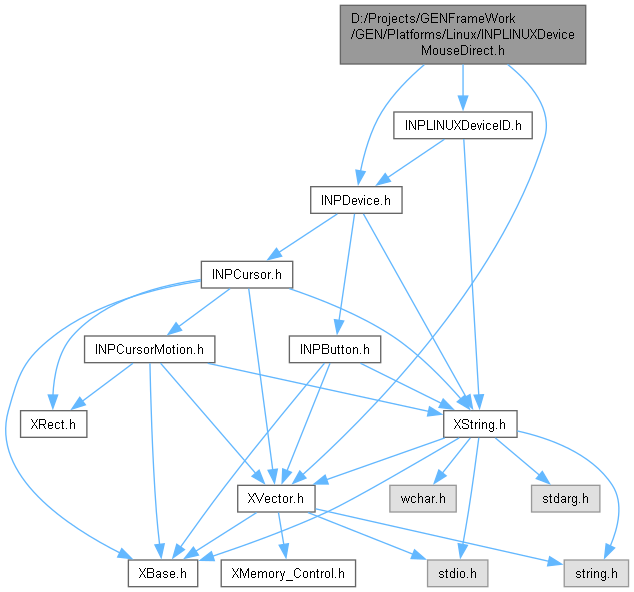 D:/Projects/GENFrameWork
/GEN/Platforms/Linux/INPLINUXDevice
MouseDirect.h
INPLINUXDeviceID.h
INPDevice.h
INPCursor.h
INPCursorMotion.h
INPButton.h
XRect.h
XString.h
XVector.h
wchar.h
stdarg.h
XBase.h
XMemory_Control.h
stdio.h
string.h